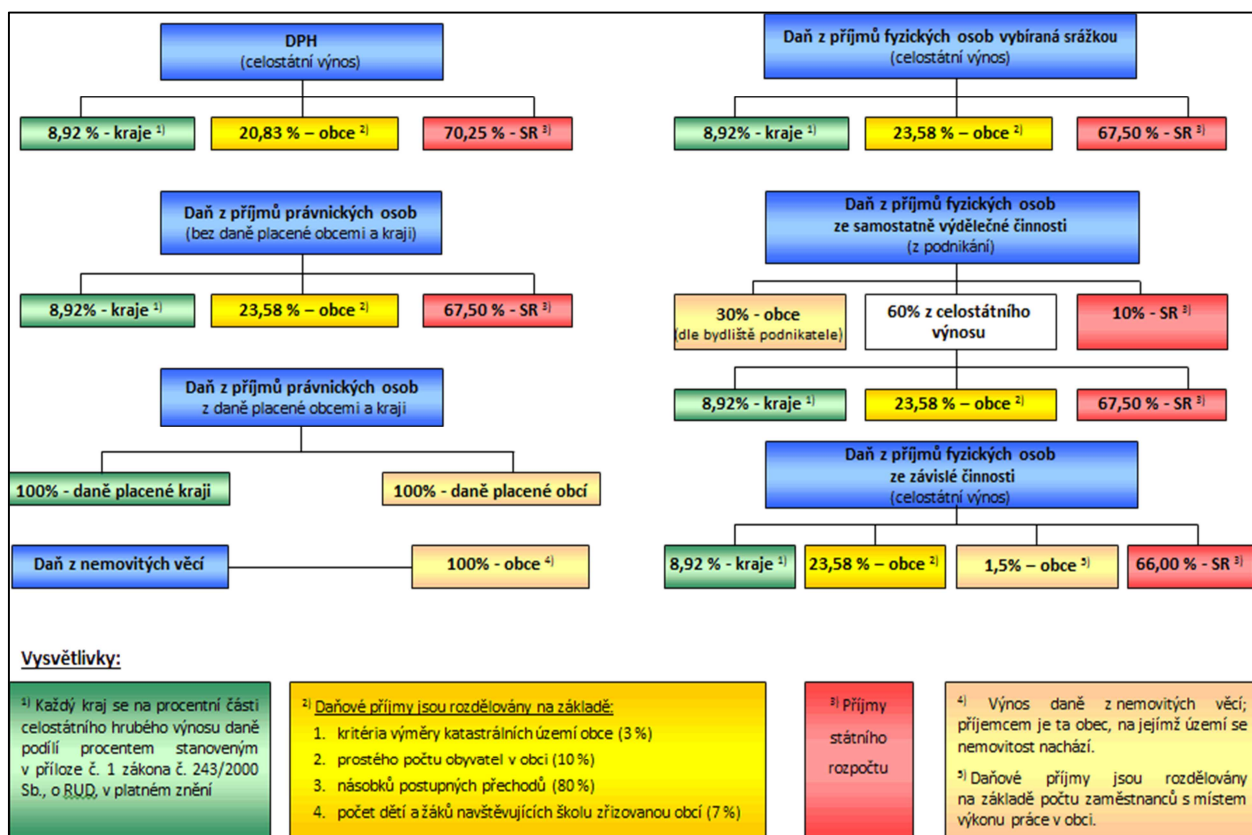 DPH
(celostátní výnos)
8,92 % - kraje ¹⁾
20,83 % – obce ²⁾
70,25 % - SR ³⁾
Daň z příjmů právnických osob
(bez daně placené obcemi a kraji)
8,92% - kraje ¹⁾
23,58 % – obce ²⁾
67,50 % - SR ³⁾
Daň z příjmů právnických osob
z daně placené obcemi a kraji
100% - daně placené kraji
100% - daně placené obcí
Daň z nemovitých věcí
100% - obce ⁴⁾
Daň z příjmů fyzických osob vybíraná srážkou
(celostátní výnos)
8,92% - kraje ¹⁾
23,58 % – obce ²⁾
67,50 % - SR ³⁾
Daň z příjmů fyzických osob
ze samostatně výdělečné činnosti
(z podnikání)
30% - obce
(dle bydliště podnikatele)
60% z celostátního
výnosu
10% - SR ³⁾
8,92% - kraje ¹⁾
23,58 % – obce ²⁾
67,50 % - SR ³⁾
Daň z příjmů fyzických osob
ze závislé činnosti
(celostátní výnos)
8,92 % - kraje ¹⁾
23,58 % – obce ²⁾
1,5% – obce ⁵⁾
66,00 % - SR ³⁾
Vysvětlivky:
¹⁾ Každý kraj se na procentní části
celostátního hrubého výnosu daně
podílí procentem stanoveným
v příloze č. 1 zákona č. 243/2000
Sb., o RUD, v platném znění
²⁾ Daňové příjmy jsou rozdělovány na základě:
1. kritéria výměry katastrálních území obce (3 %)
2. prostého počtu obyvatel v obci (10 %)
3. násobků postupných přechodů (80 %)
4. počet dětí a žáků navštěvujících školu zřizovanou obcí (7 %)
³⁾ Příjmy
státního
rozpočtu
⁴⁾ Výnos daně z nemovitých věcí;
příjemcem je ta obec, na jejímž území se
nemovitost nachází.
⁵⁾ Daňové příjmy jsou rozdělovány
na základě počtu zaměstnanců s místem
výkonu práce v obci.